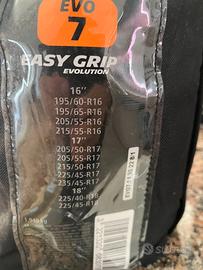 EVO
7
EASY GRIP
EVOLUTION
16''
195/60-R16
195/65-R16
205/55-R16
215/55-R16
17''
205/50-R17
205/55-R17
215/50-R17
225/45-R17
235/45-R17
18''
225/40-R18
225/45-R18